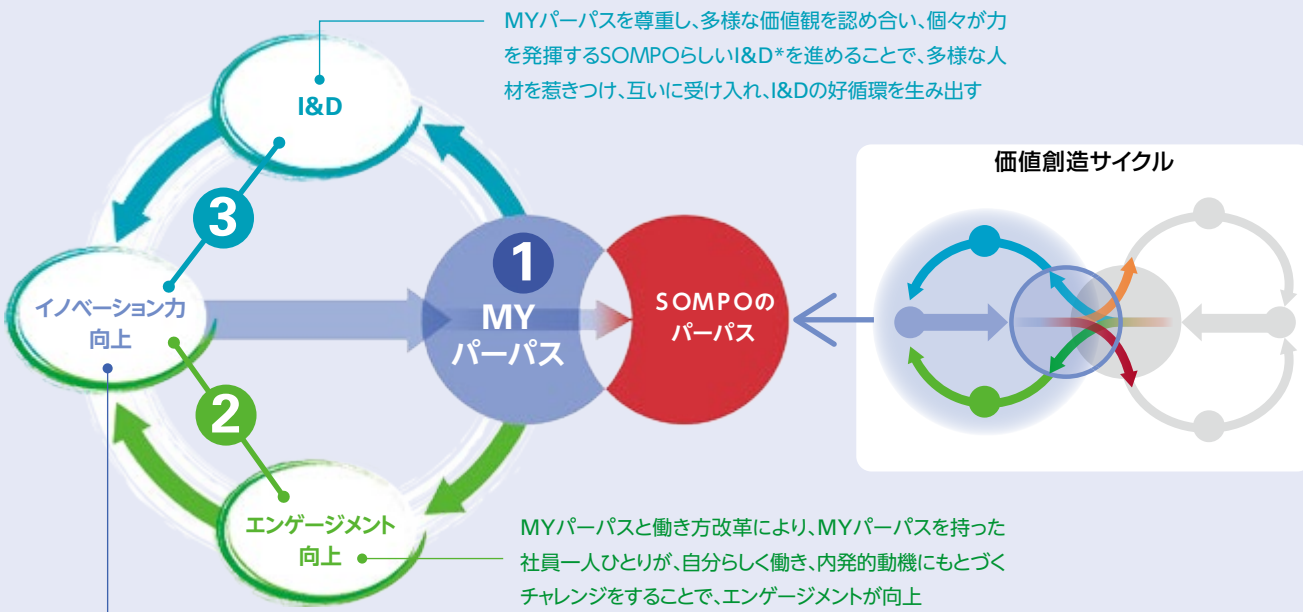 MYパーパスを尊重し、多様な価値観を認め合い、個々が力
を発揮するSOMPOらしいI&D*を進めることで、多様な人
材を惹きつけ、互いに受け入れ、I&Dの好循環を生み出す
I&D
価値創造サイクル
3
1
MY
パーパス
SOMPOの
パーパス
イノベーション力
向上
2
エンゲージメント
向上
MYパーパスと働き方改革により、MYパーパスを持った
社員一人ひとりが、自分らしく働き、内発的動機にもとづく
チャレンジをすることで、エンゲージメントが向上